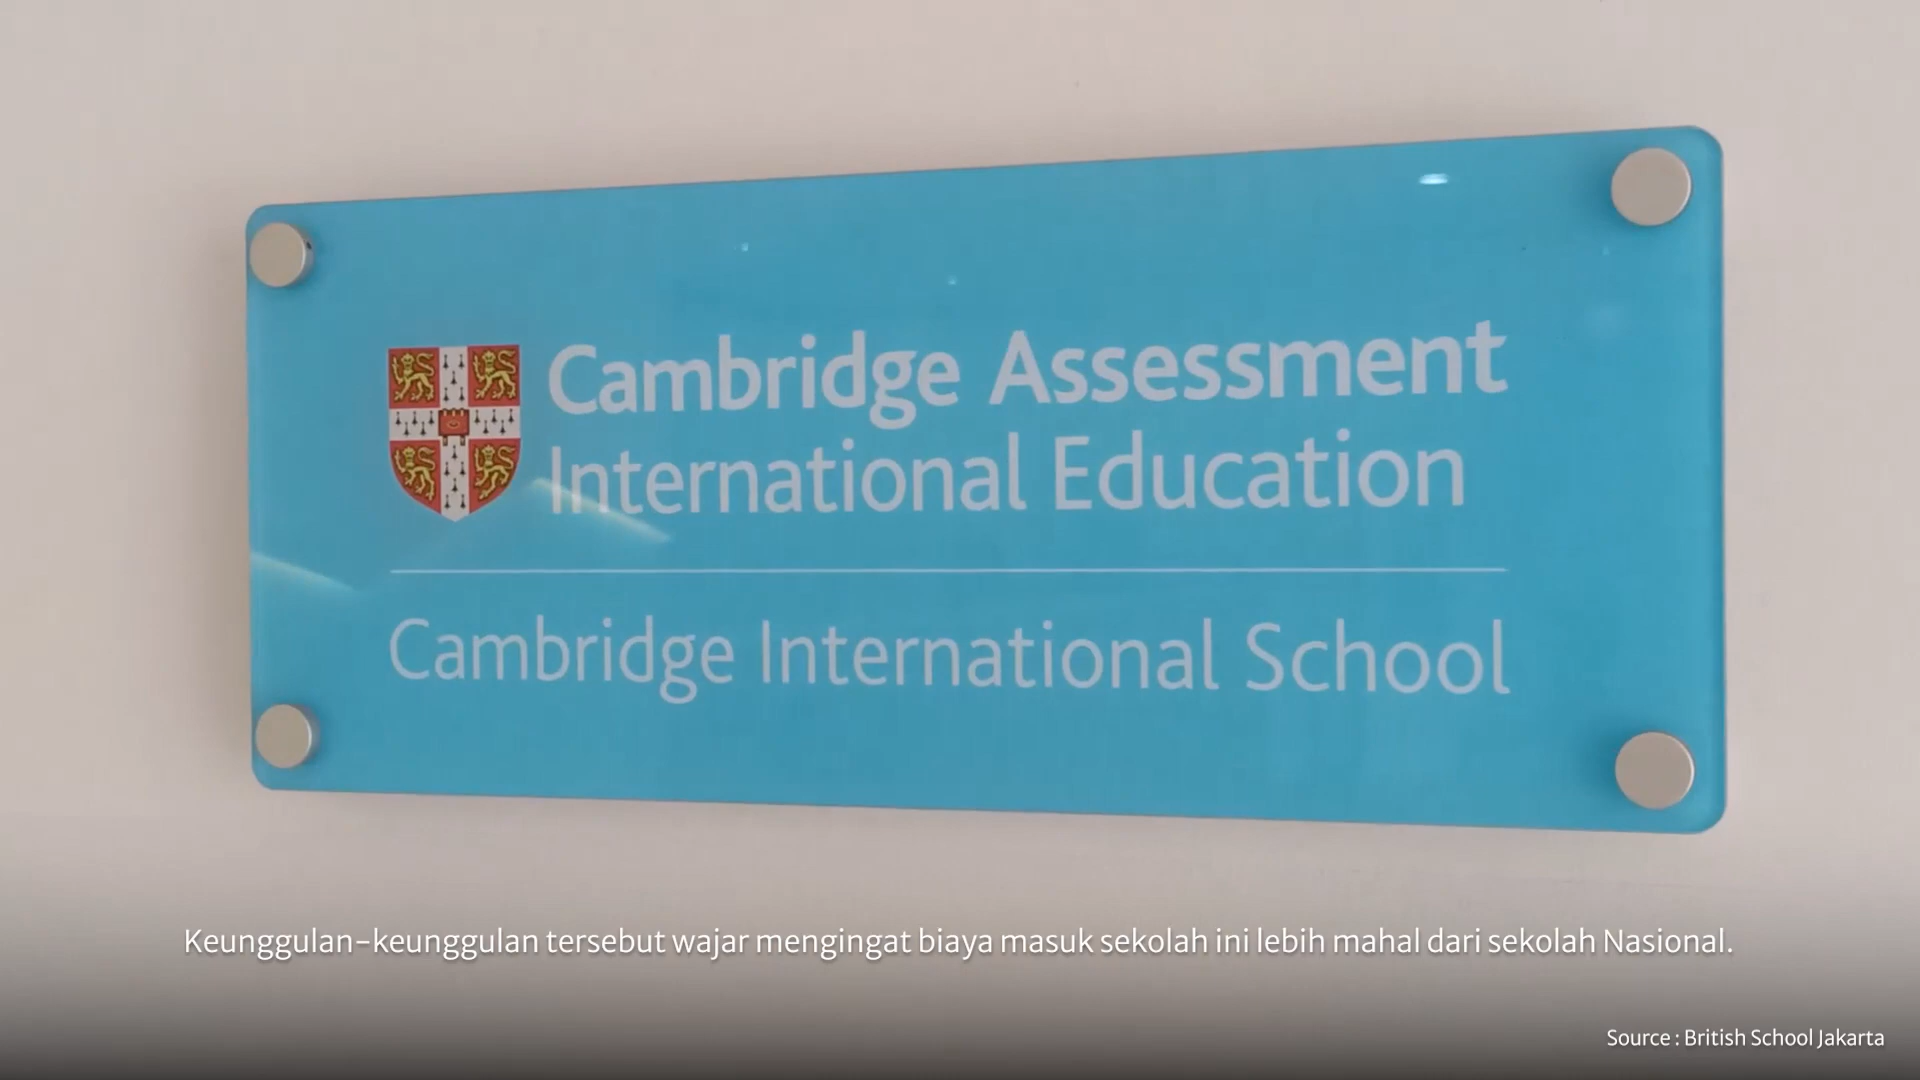 Cambridge Assessment
International Education
Cambridge International School
Keunggulan-keunggulan tersebut wajar mengingat biaya masuk sekolah ini lebih mahal dari sekolah Nasional.
Source : British School Jakarta